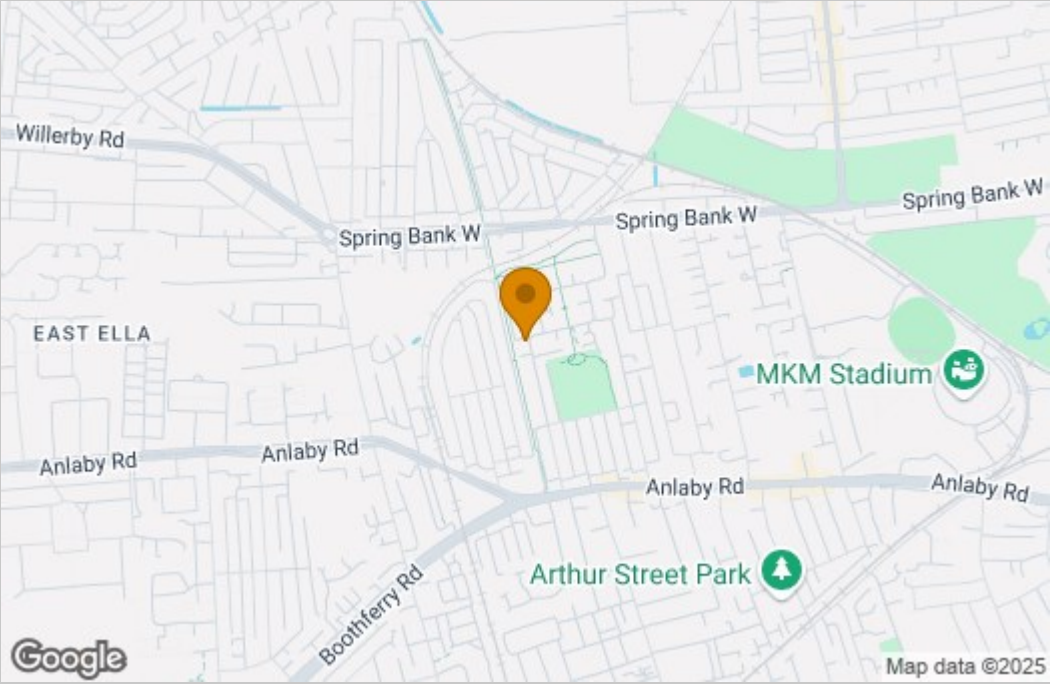 Willerby Rd
Spring Bank W
Spring Bank W
Spring Bank W
EAST ELLA
MKM Stadium
Anlaby Rd
Anlaby Rd
Anlaby Rd
Anlaby Rd
Arthur Street Park
Boothferry Rd
Google
Map data ©2025